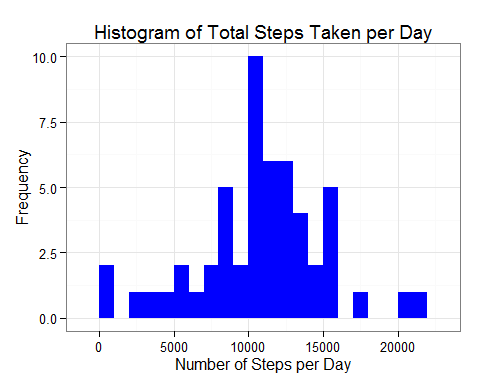 Histogram of Total Steps Taken per Day
10.0
7.5
5.0
2.5
0.0
Frequency
0 5000 10000 15000 20000
Number of Steps per Day